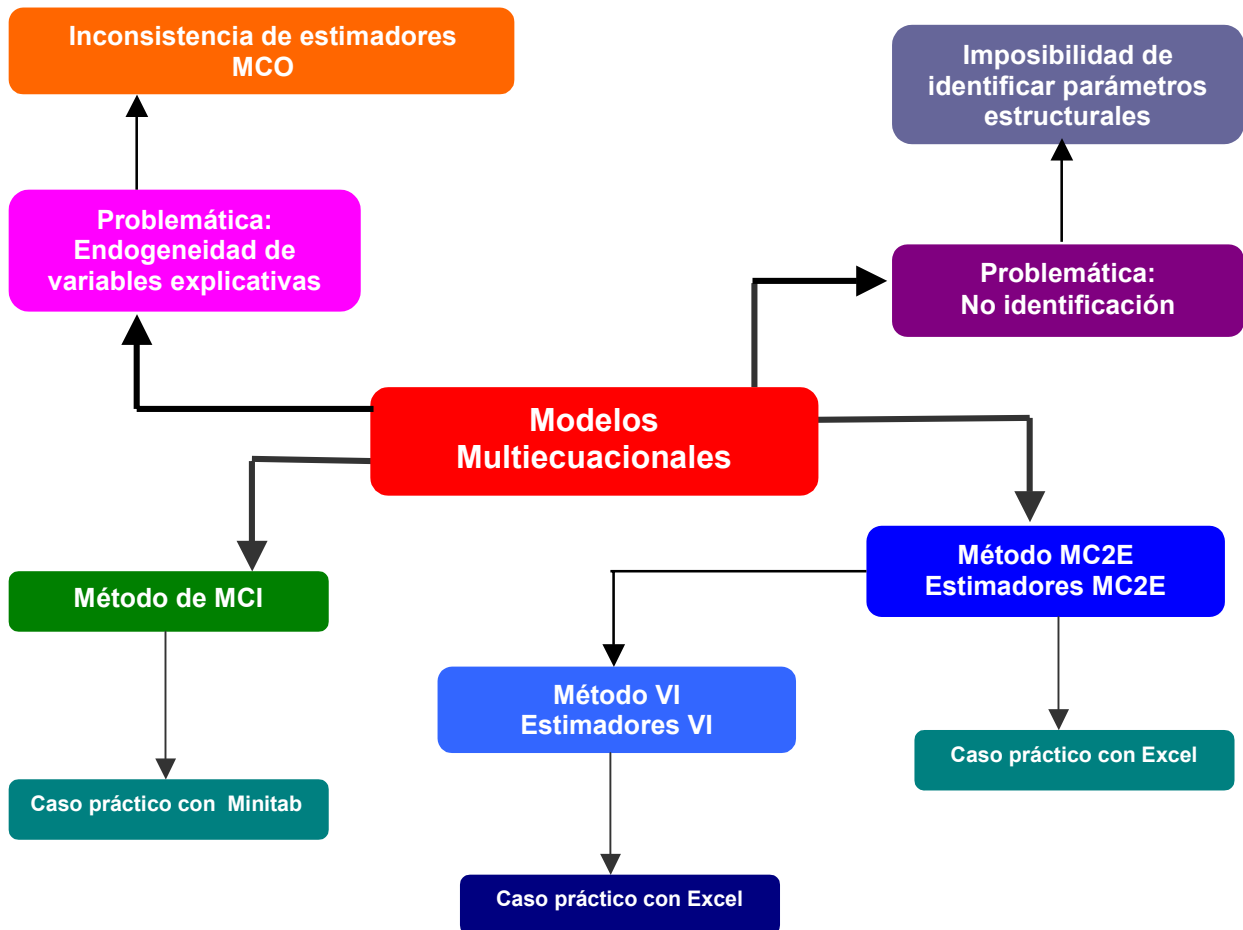 Inconsistencia de estimadores
MCO
Imposibilidad de
identificar parámetros
estructurales
Problemática:
Endogeneidad de
variables explicativas
Problemática:
No identificación
Modelos
Multiecuacionales
Método MC2E
Estimadores MC2E
Método de MCI
Método VI
Estimadores VI
Caso práctico con Excel
Caso práctico con Minitab
Caso práctico con Excel